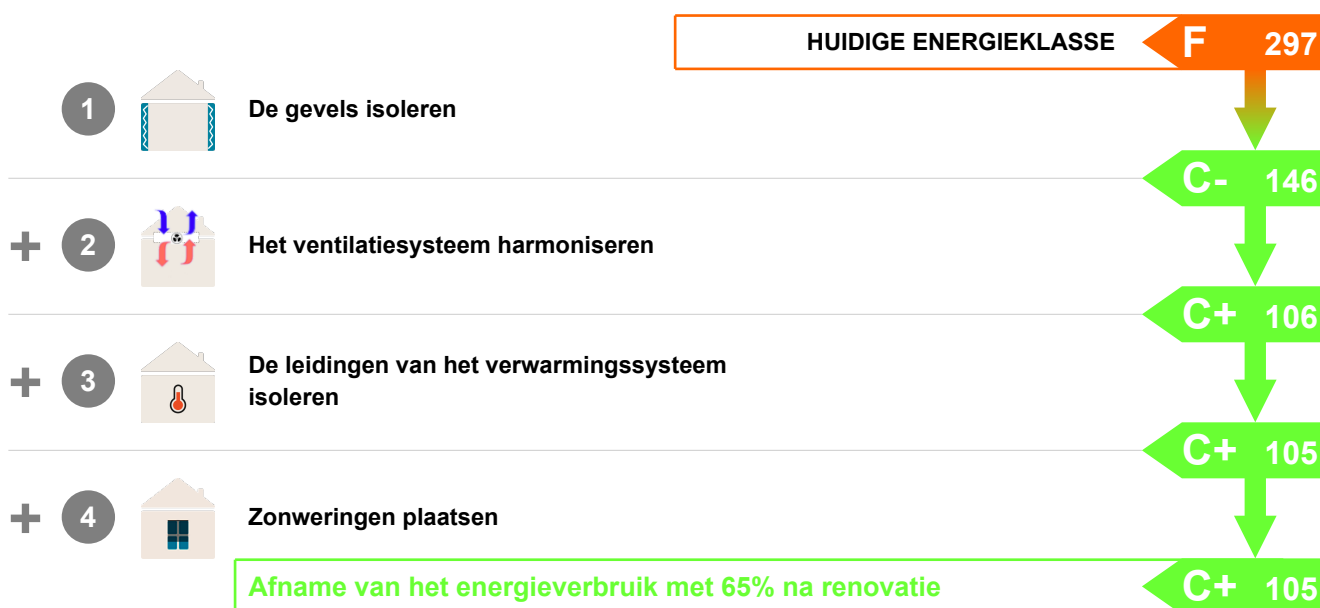 HUIDIGE ENERGIEKLASSE F 297
1 De gevels isoleren
C- 146
+ 2 Het ventilatiesysteem harmoniseren
C+ 106
+ 3 De leidingen van het verwarmingssysteem
isoleren
C+ 105
+ 4 Zonweringen plaatsen
Afname van het energieverbruik met 65% na renovatie C+ 105